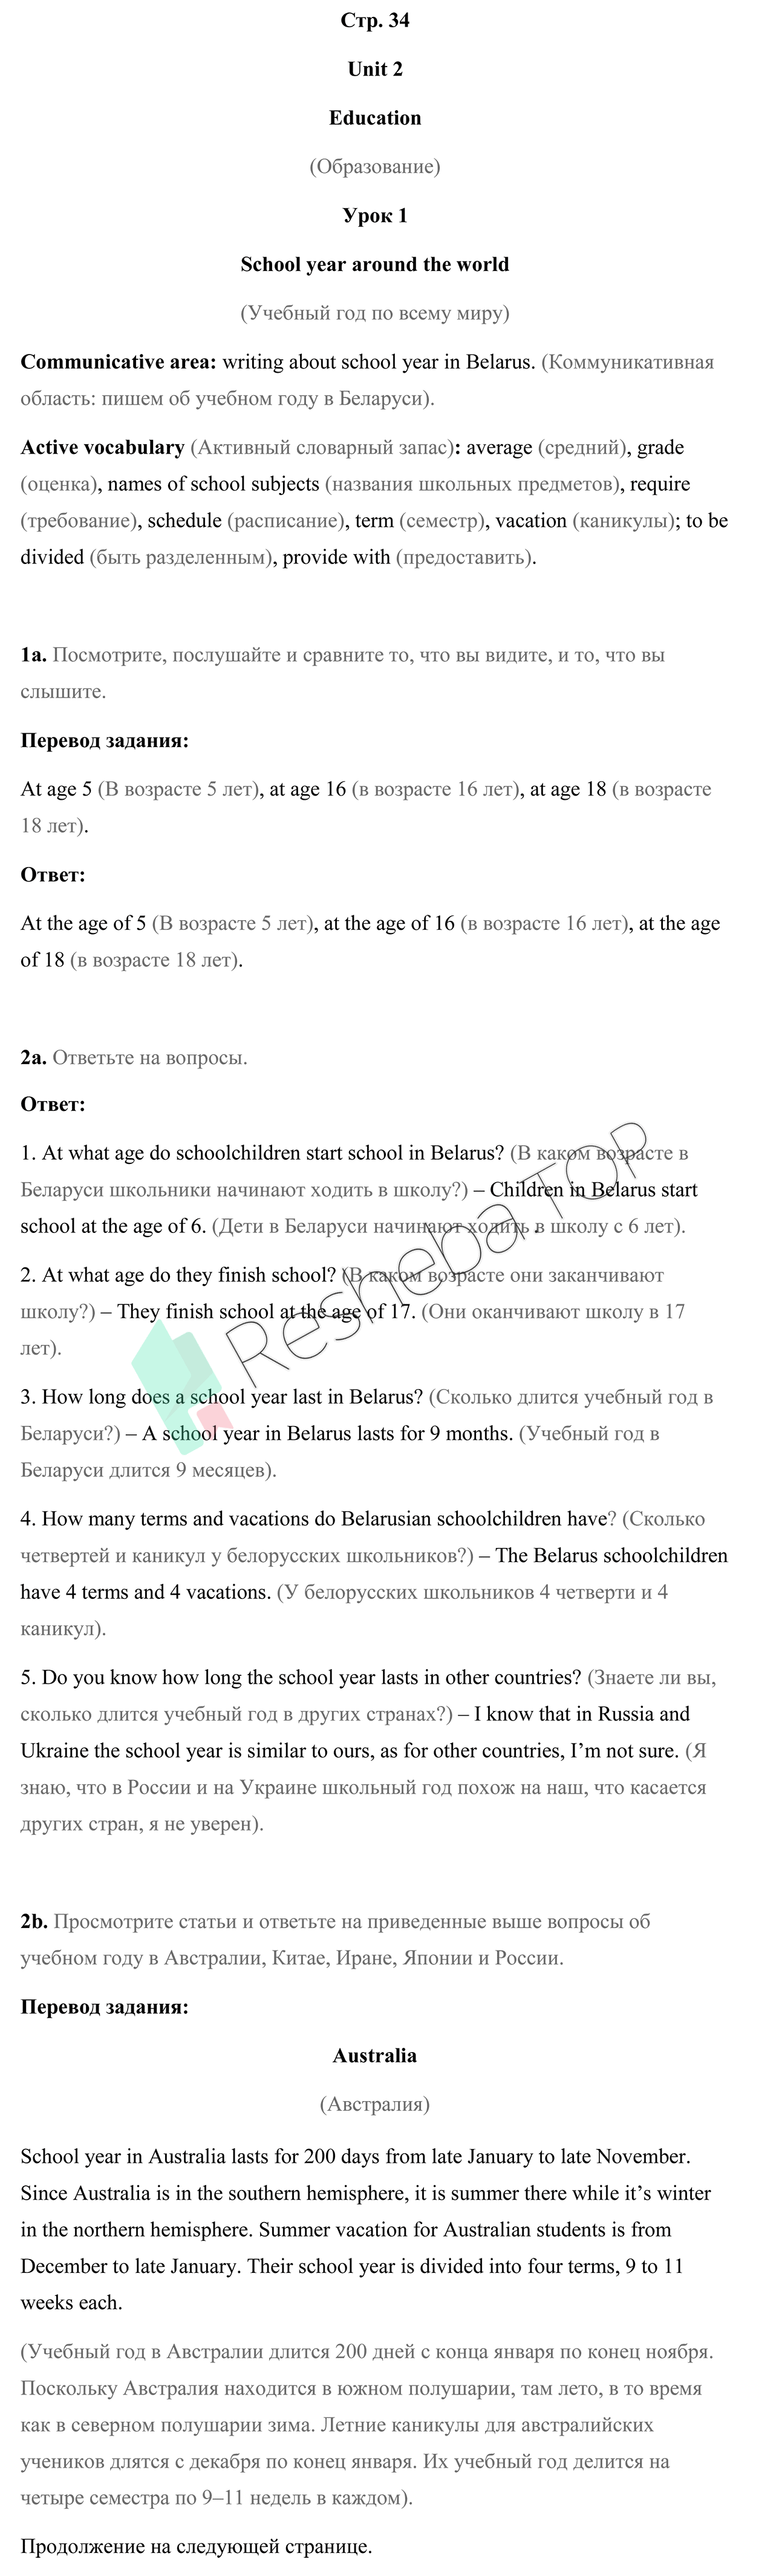 Стр. 34
Unit 2
Education
(Образование)
Урок 1
School year around the world
(Учебный год по всему миру)
Communicative area: writing about school year in Belarus. (Коммуникативная
область: пишем об учебном году в Беларуси).
Active vocabulary (Активный словарный запас): average (средний), grade
(оценка), names of school subjects (названия школьных предметов), require
(требование), schedule (расписание), term (семестр), vacation (каникулы); to be
divided (быть разделенным), provide with (предоставить).
1a. Посмотрите, послушайте и сравните то, что вы видите, и то, что вы
слышите.
Перевод задания:
At age 5 (В возрасте 5 лет), at age 16 (в возрасте 16 лет), at age 18 (в возрасте
18 лет).
Ответ:
At the age of 5 (В возрасте 5 лет), at the age of 16 (в возрасте 16 лет), at the age
of 18 (в возрасте 18 лет).
2a. Ответьте на вопросы.
Ответ:
1. At what age do schoolchildren start school in Belarus? (В каком возрасте в
Беларуси школьники начинают ходить в школу?) – Children in Belarus start
school at the age of 6. (Дети в Беларуси начинают ходить в школу с 6 лет).
2. At what age do they finish school? (В каком возрасте они заканчивают
школу?) – They finish school at the age of 17. (Они оканчивают школу в 17
лет).
3. How long does a school year last in Belarus? (Сколько длится учебный год в
Беларуси?) – A school year in Belarus lasts for 9 months. (Учебный год в
Беларуси длится 9 месяцев).
4. How many terms and vacations do Belarusian schoolchildren have? (Сколько
четвертей и каникул у белорусских школьников?) – The Belarus schoolchildren
have 4 terms and 4 vacations. (У белорусских школьников 4 четверти и 4
каникул).
5. Do you know how long the school year lasts in other countries? (Знаете ли вы,
сколько длится учебный год в других странах?) – I know that in Russia and
Ukraine the school year is similar to ours, as for other countries, I’m not sure. (Я
знаю, что в России и на Украине школьный год похож на наш, что касается
других стран, я не уверен).
Resheba.TOP
2b. Просмотрите статьи и ответьте на приведенные выше вопросы об
учебном году в Австралии, Китае, Иране, Японии и России.
Перевод задания:
Australia
(Австралия)
School year in Australia lasts for 200 days from late January to late November.
Since Australia is in the southern hemisphere, it is summer there while it’s winter
in the northern hemisphere. Summer vacation for Australian students is from
December to late January. Their school year is divided into four terms, 9 to 11
weeks each.
(Учебный год в Австралии длится 200 дней с конца января по конец ноября.
Поскольку Австралия находится в южном полушарии, там лето, в то время
как в северном полушарии зима. Летние каникулы для австралийских
учеников длятся с декабря по конец января. Их учебный год делится на
четыре семестра по 9–11 недель в каждом).
Продолжение на следующей странице.